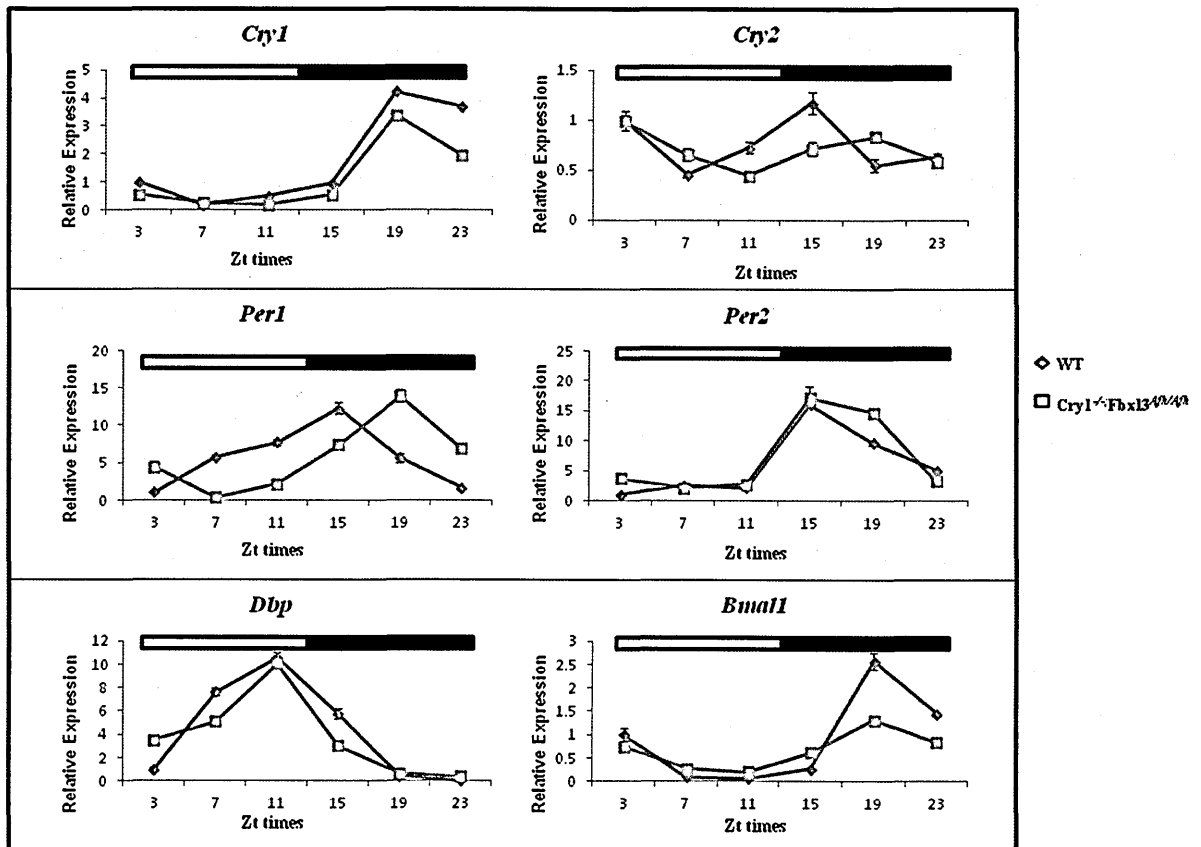 Cry1
Relative Expression
5
4
3
2
1
0
3 7 11 15 19 23
Zt times
Cry2
Relative Expression
1.5
1
0.5
0
3 7 11 15 19 23
Zt times
Per1
Relative Expression
20
15
10
5
0
3 7 11 15 19 23
Zt times
Per2
Relative Expression
25
20
15
10
5
0
3 7 11 15 19 23
Zt times
WT
Cry1-/-Fbxl3Afh/Afh
Dbp
Relative Expression
12
10
8
6
4
2
0
3 7 11 15 19 23
Zt times
Bmal1
Relative Expression
3
2.5
2
1.5
1
0.5
0
3 7 11 15 19 23
Zt times